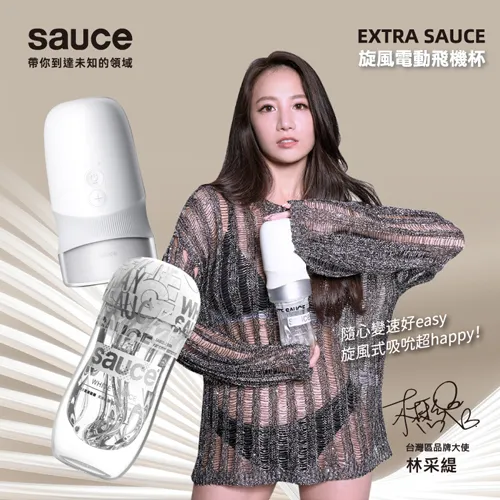 sauce
帶你到達未知的領域
EXTRA SAUCE
旋風電動飛機杯
SAUCE
sauce
隨心變速好easy
旋風式吸吮超happy!
台灣區品牌大使
林采緹